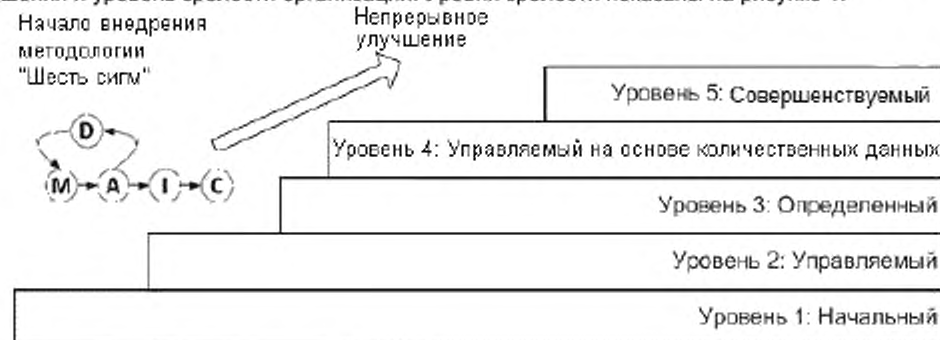 Начало внедрения
методологии
"Шесть сигм"
Непрерывное
улучшение
D
M A I C
Уровень 5: Совершенствуемый
Уровень 4: Управляемый на основе количественных данных
Уровень 3: Определенный
Уровень 2: Управляемый
Уровень 1: Начальный